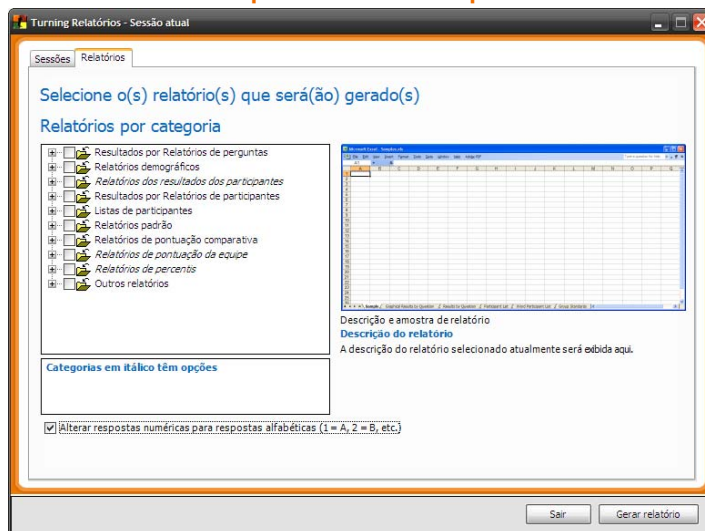 Turning Relatórios - Sessão atual
Sessões Relatórios
Selecione o(s) relatório(s) que será(ão) gerado(s)
Relatórios por categoria
Resultados por Relatórios de perguntas
Relatórios demográficos
Relatórios dos resultados dos participantes
Resultados por Relatórios de participantes
Listas de participantes
Relatórios padrão
Relatórios de pontuação comparativa
Relatórios de pontuação da equipe
Relatórios de percentis
Outros relatórios
Descrição e amostra de relatório
Descrição do relatório
A descrição do relatório selecionado atualmente será exibida aqui.
Categorias em itálico têm opções
Alterar respostas numéricas para respostas alfabéticas (1 = A, 2 = B, etc.)
Sair Gerar relatório